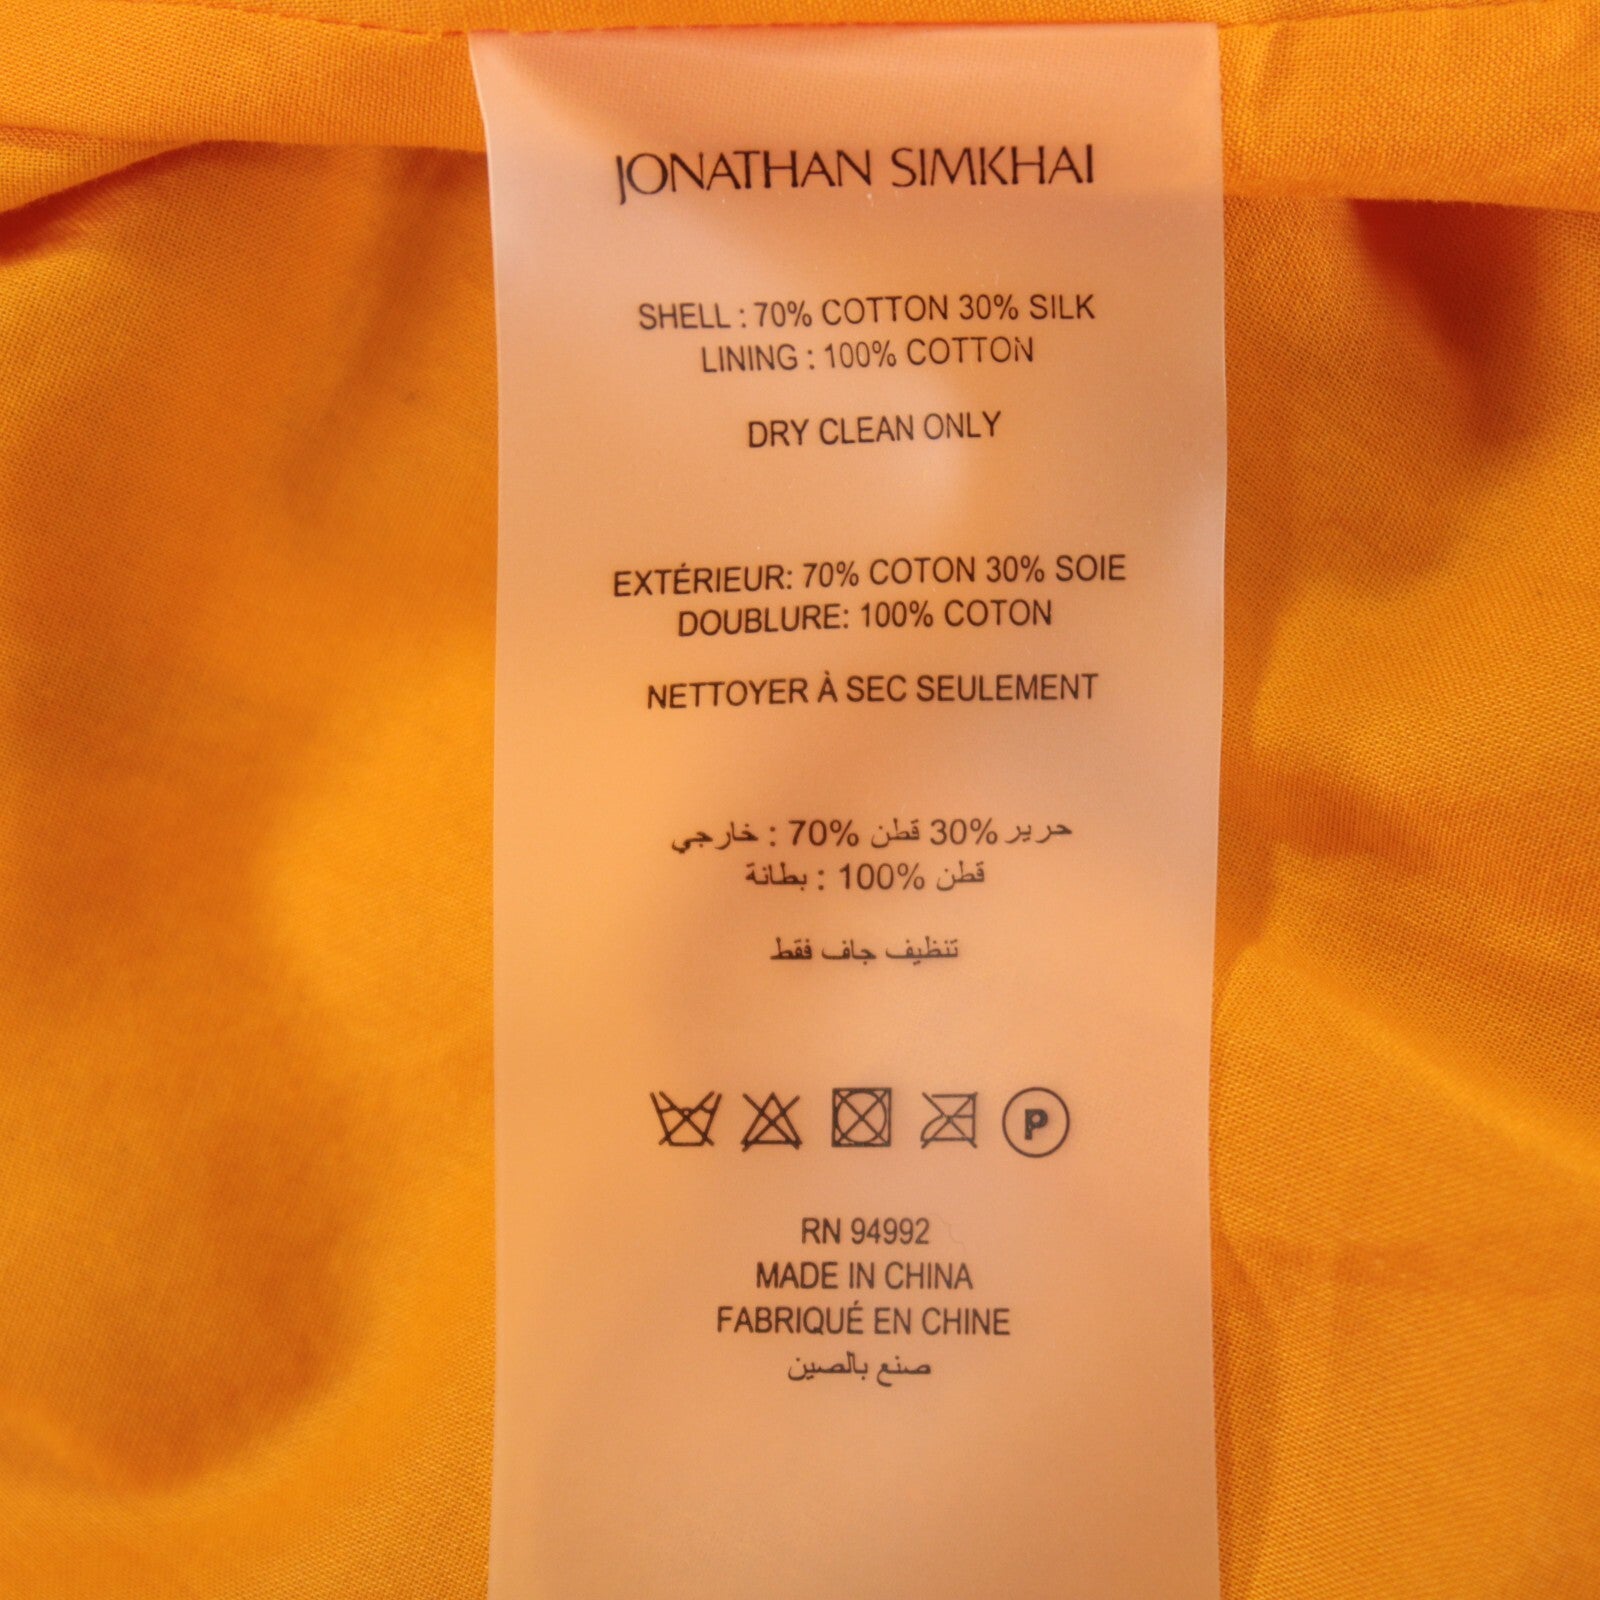 JONATHAN SIMKHAI
SHELL : 70% COTTON 30% SILK
LINING : 100% COTTON
DRY CLEAN ONLY
EXTÉRIEUR: 70% COTON 30% SOIE
DOUBLURE: 100% COTON
NETTOYER À SEC SEULEMENT
حرير %30 قطن %70 : خارجي
قطن %100 : بطانة
تنظيف جاف فقط
P
RN 94992
MADE IN CHINA
FABRIQUÉ EN CHINE
صنع بالصين